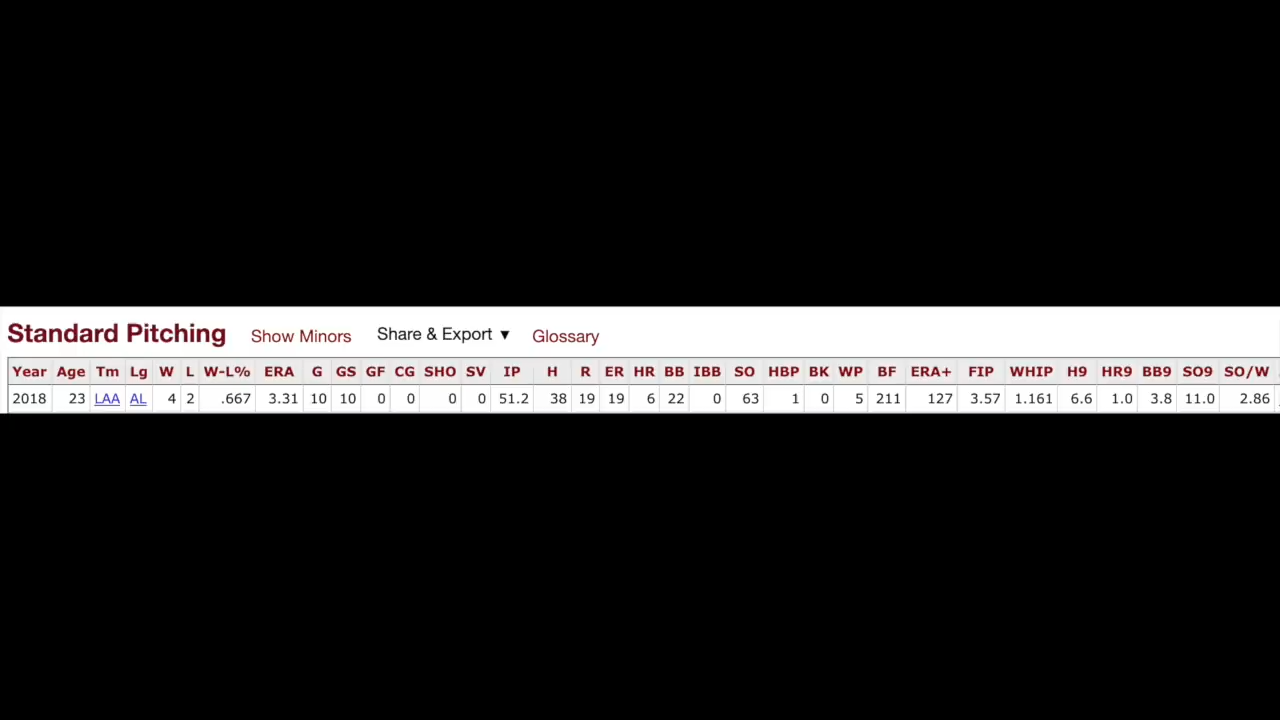 Standard Pitching Show Minors Share & Export ▼ Glossary
Year Age Tm Lg W L W-L% ERA G GS GF CG SHO SV IP H R ER HR BB IBB SO HBP BK WP BF ERA+ FIP WHIP H9 HR9 BB9 SO9 SO/W
2018 23 LAA AL 4 2 .667 3.31 10 10 0 0 0 0 51.2 38 19 19 6 22 0 63 1 0 5 211 127 3.57 1.161 6.6 1.0 3.8 11.0 2.86